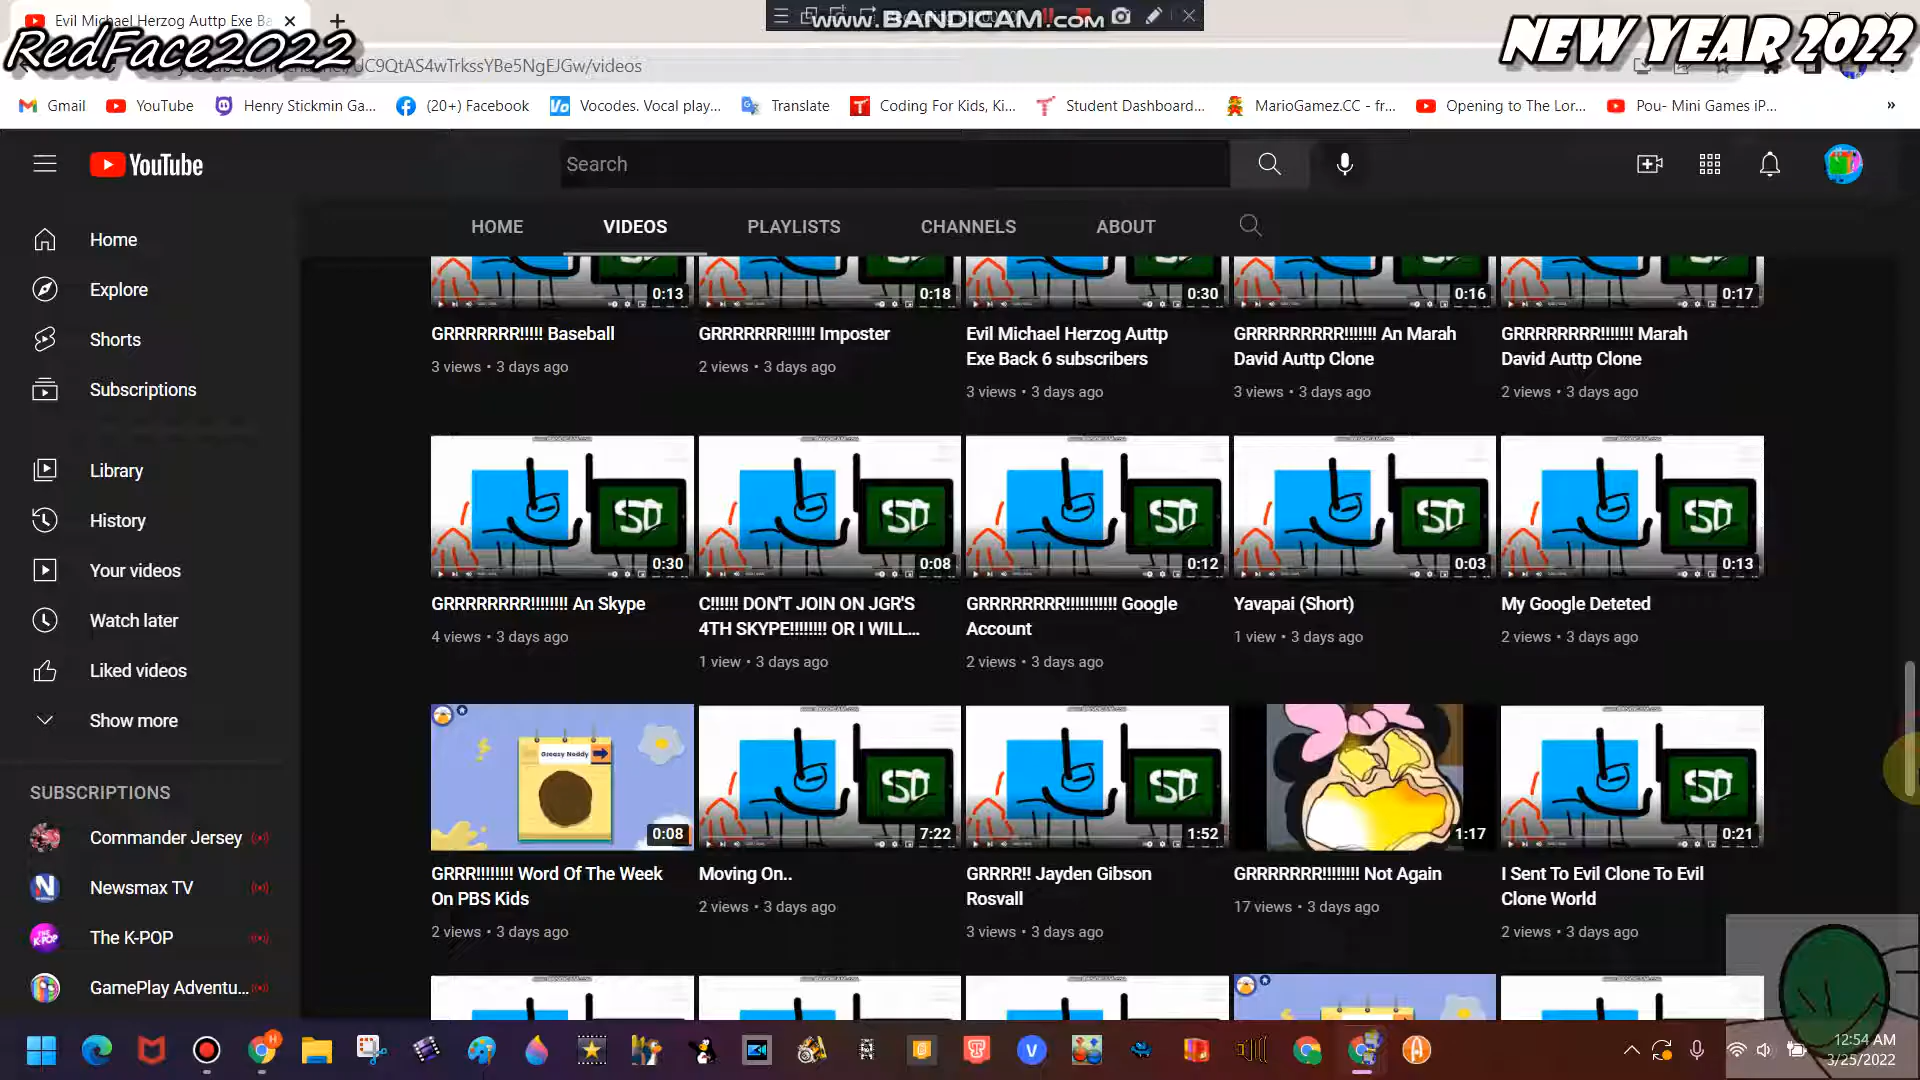 Evil Michael Herzog Auttp Exe Ba
www.BANDICAM.com
RedFace2022
NEW YEAR 2022
UC9QtAS4wTrkssYBe5NgEJGw/videos
Gmail
YouTube
Henry Stickmin Ga...
(20+) Facebook
Vocodes. Vocal play...
Translate
Coding For Kids, Ki...
Student Dashboard...
MarioGamez.CC - fr...
Opening to The Lor...
Pou- Mini Games iP...
»
YouTube
Search
HOME
VIDEOS
PLAYLISTS
CHANNELS
ABOUT
Home
Explore
Shorts
Subscriptions
Library
History
Your videos
Watch later
Liked videos
Show more
SUBSCRIPTIONS
Commander Jersey
Newsmax TV
The K-POP
GamePlay Adventu...
0:13
0:18
0:30
0:16
0:17
GRRRRRRR!!!!! Baseball
3 views • 3 days ago
GRRRRRRR!!!!!! Imposter
2 views • 3 days ago
Evil Michael Herzog Auttp
Exe Back 6 subscribers
3 views • 3 days ago
GRRRRRRRRR!!!!!!! An Marah
David Auttp Clone
3 views • 3 days ago
GRRRRRRRR!!!!!!! Marah
David Auttp Clone
2 views • 3 days ago
SD
0:30
SD
0:08
SD
0:12
SD
0:03
SD
0:13
GRRRRRRRR!!!!!!!! An Skype
4 views • 3 days ago
C!!!!!! DON'T JOIN ON JGR'S
4TH SKYPE!!!!!!!! OR I WILL...
1 view • 3 days ago
GRRRRRRRR!!!!!!!!!!! Google
Account
2 views • 3 days ago
Yavapai (Short)
1 view • 3 days ago
My Google Deteted
2 views • 3 days ago
Greasy Noddy
0:08
SD
7:22
SD
1:52
1:17
SD
0:21
GRRR!!!!!!!! Word Of The Week
On PBS Kids
2 views • 3 days ago
Moving On..
2 views • 3 days ago
GRRRR!! Jayden Gibson
Rosvall
3 views • 3 days ago
GRRRRRRR!!!!!!!! Not Again
17 views • 3 days ago
I Sent To Evil Clone To Evil
Clone World
2 views • 3 days ago
12:54 AM
3/25/2022